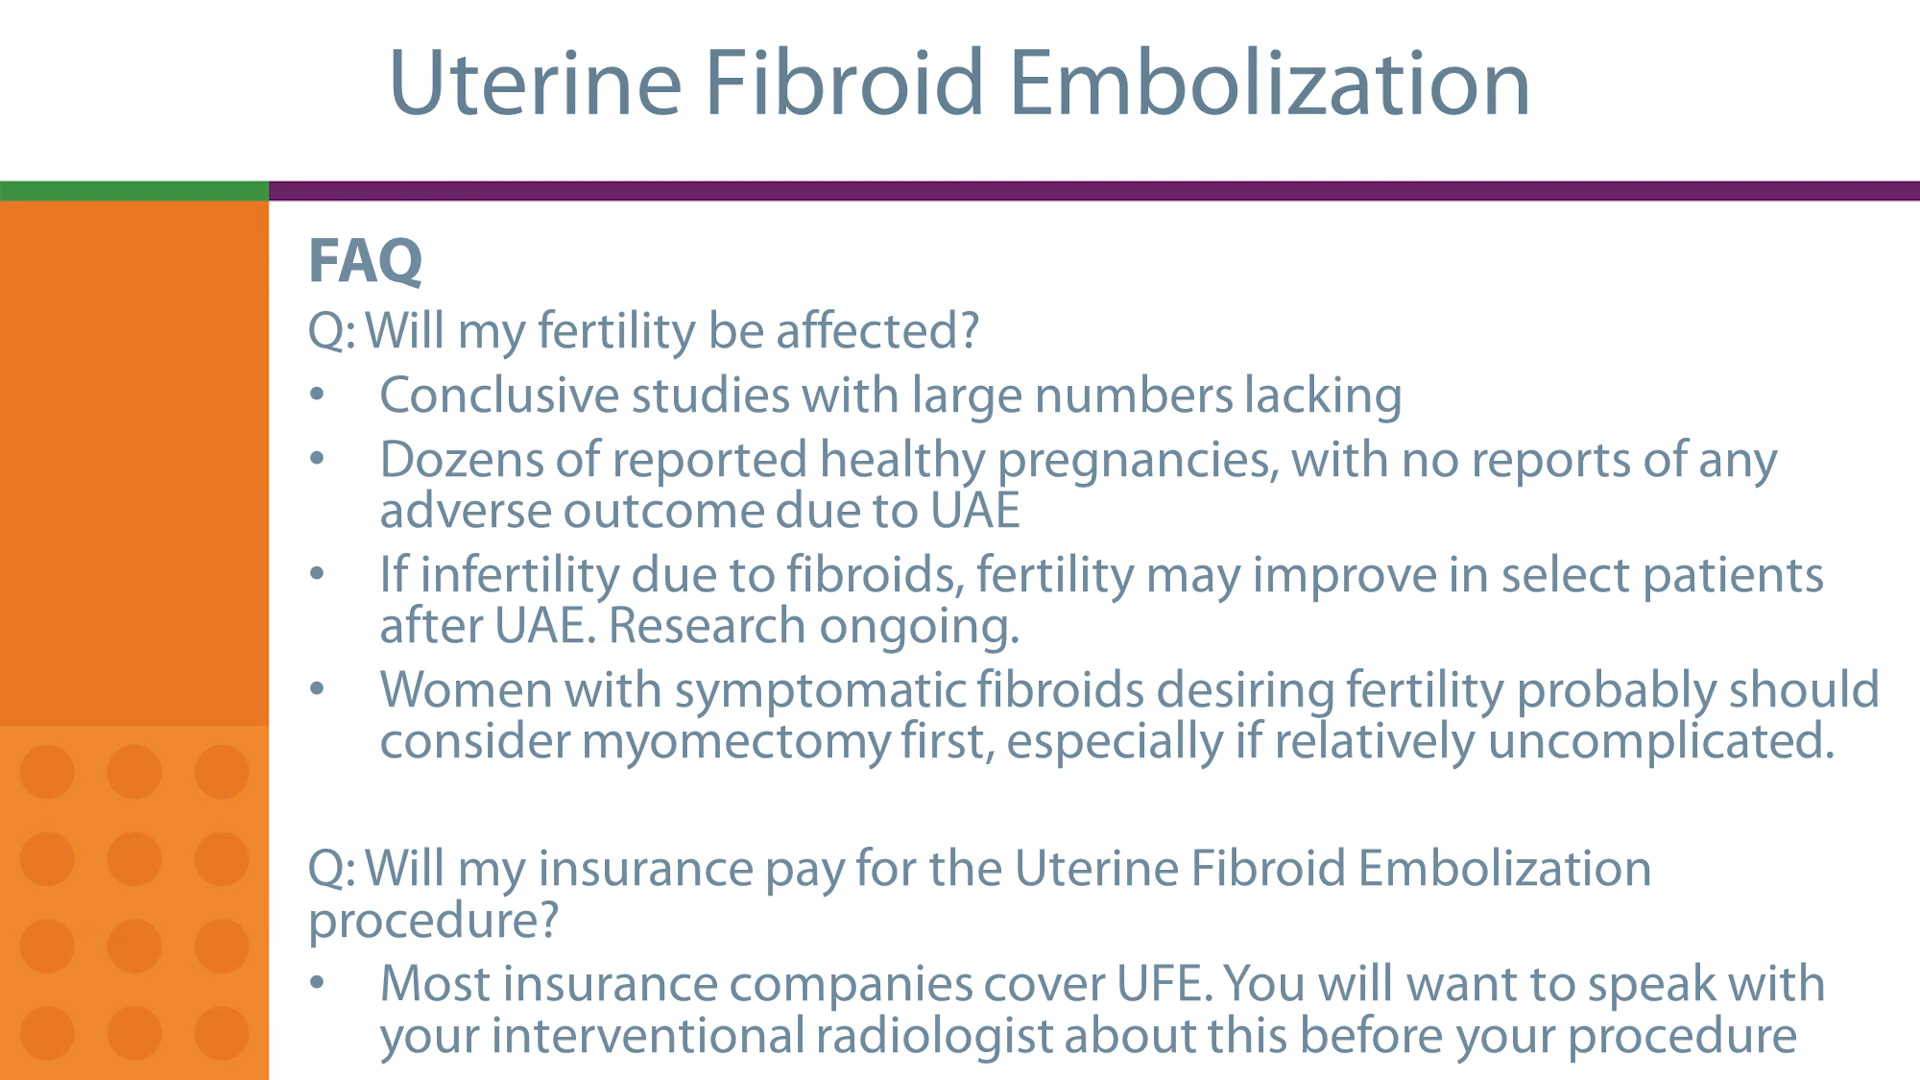 Uterine Fibroid Embolization
FAQ
Q: Will my fertility be affected?
• Conclusive studies with large numbers lacking
• Dozens of reported healthy pregnancies, with no reports of any
adverse outcome due to UAE
• If infertility due to fibroids, fertility may improve in select patients
after UAE. Research ongoing.
• Women with symptomatic fibroids desiring fertility probably should
consider myomectomy first, especially if relatively uncomplicated.
Q: Will my insurance pay for the Uterine Fibroid Embolization
procedure?
• Most insurance companies cover UFE. You will want to speak with
your interventional radiologist about this before your procedure